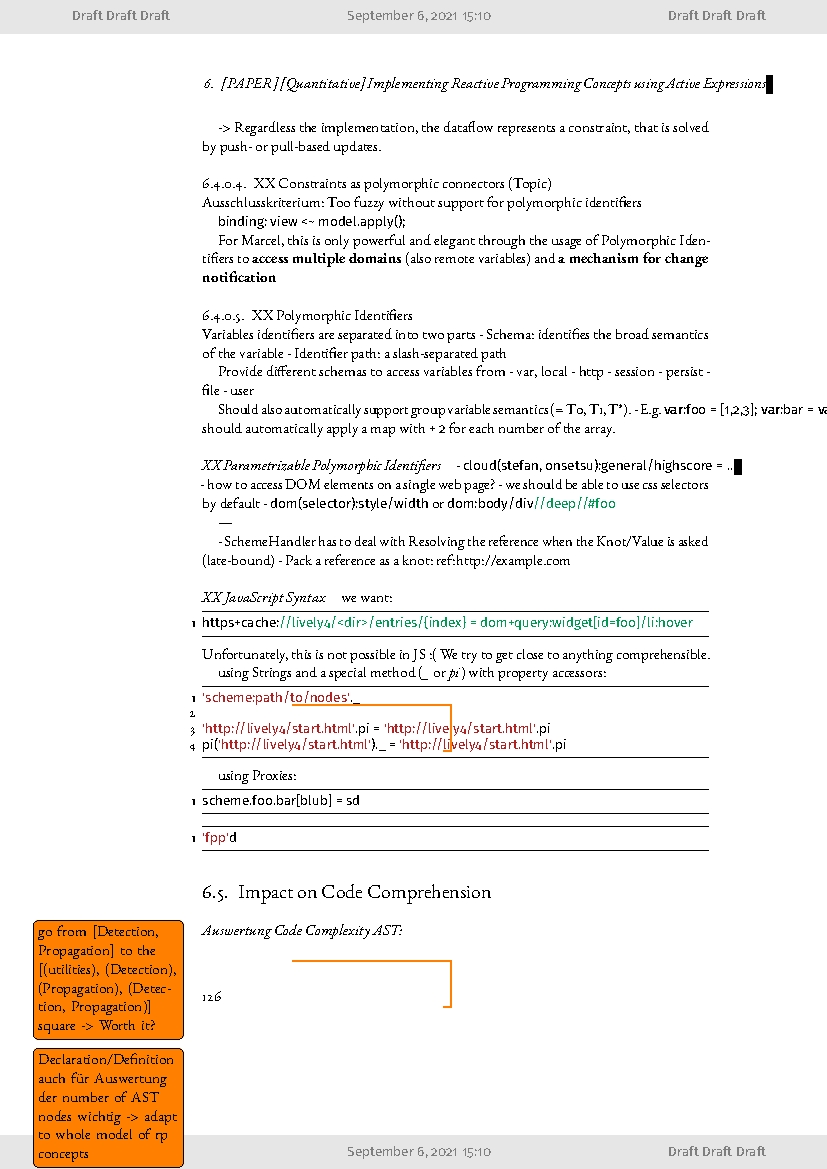 Draft Draft Draft September 6, 2021 15:10 Draft Draft Draft
6. [PAPER][Quantitative] Implementing Reactive Programming Concepts using Active Expressions
-> Regardless the implementation, the dataflow represents a constraint, that is solved
by push- or pull-based updates.
6.4.0.4. XX Constraints as polymorphic connectors (Topic)
Ausschlusskriterium: Too fuzzy without support for polymorphic identifiers
binding: view <~ model.apply();
For Marcel, this is only powerful and elegant through the usage of Polymorphic Iden-
tifiers to access multiple domains (also remote variables) and a mechanism for change
notification
6.4.0.5. XX Polymorphic Identifiers
Variables identifiers are separated into two parts - Schema: identifies the broad semantics
of the variable - Identifier path: a slash-separated path
Provide different schemas to access variables from - var, local - http - session - persist -
file - user
Should also automatically support group variable semantics (= T0, T1, T*). - E.g. var:foo = [1,2,3]; var:bar = va
should automatically apply a map with + 2 for each number of the array.
XX Parametrizable Polymorphic Identifiers - cloud(stefan, onsetsu):general/highscore = ..
- how to access DOM elements on a single web page? - we should be able to use css selectors
by default - dom(selector):style/width or dom:body/div//deep//#foo
—
- SchemeHandler has to deal with Resolving the reference when the Knot/Value is asked
(late-bound) - Pack a reference as a knot: ref:http://example.com
XX JavaScript Syntax we want:
1 https+cache://lively4/<dir>/entries/{index} = dom+query:widget[id=foo]/li:hover
Unfortunately, this is not possible in JS :( We try to get close to anything comprehensible.
using Strings and a special method (_ or pi) with property accessors:
1 'scheme:path/to/nodes'._
2
3 'http://lively4/start.html'.pi = 'http://lively4/start.html'.pi
4 pi('http://lively4/start.html')._ = 'http://lively4/start.html'.pi
using Proxies:
1 scheme.foo.bar[blub] = sd
1 'fpp'd
6.5. Impact on Code Comprehension
Auswertung Code Complexity AST:
go from [Detection,
Propagation] to the
[(utilities), (Detection),
(Propagation), (Detec-
tion, Propagation)]
square -> Worth it?
126
Declaration/Definition
auch für Auswertung
der number of AST
nodes wichtig -> adapt
to whole model of rp
concepts
September 6, 2021 15:10 Draft Draft Draft